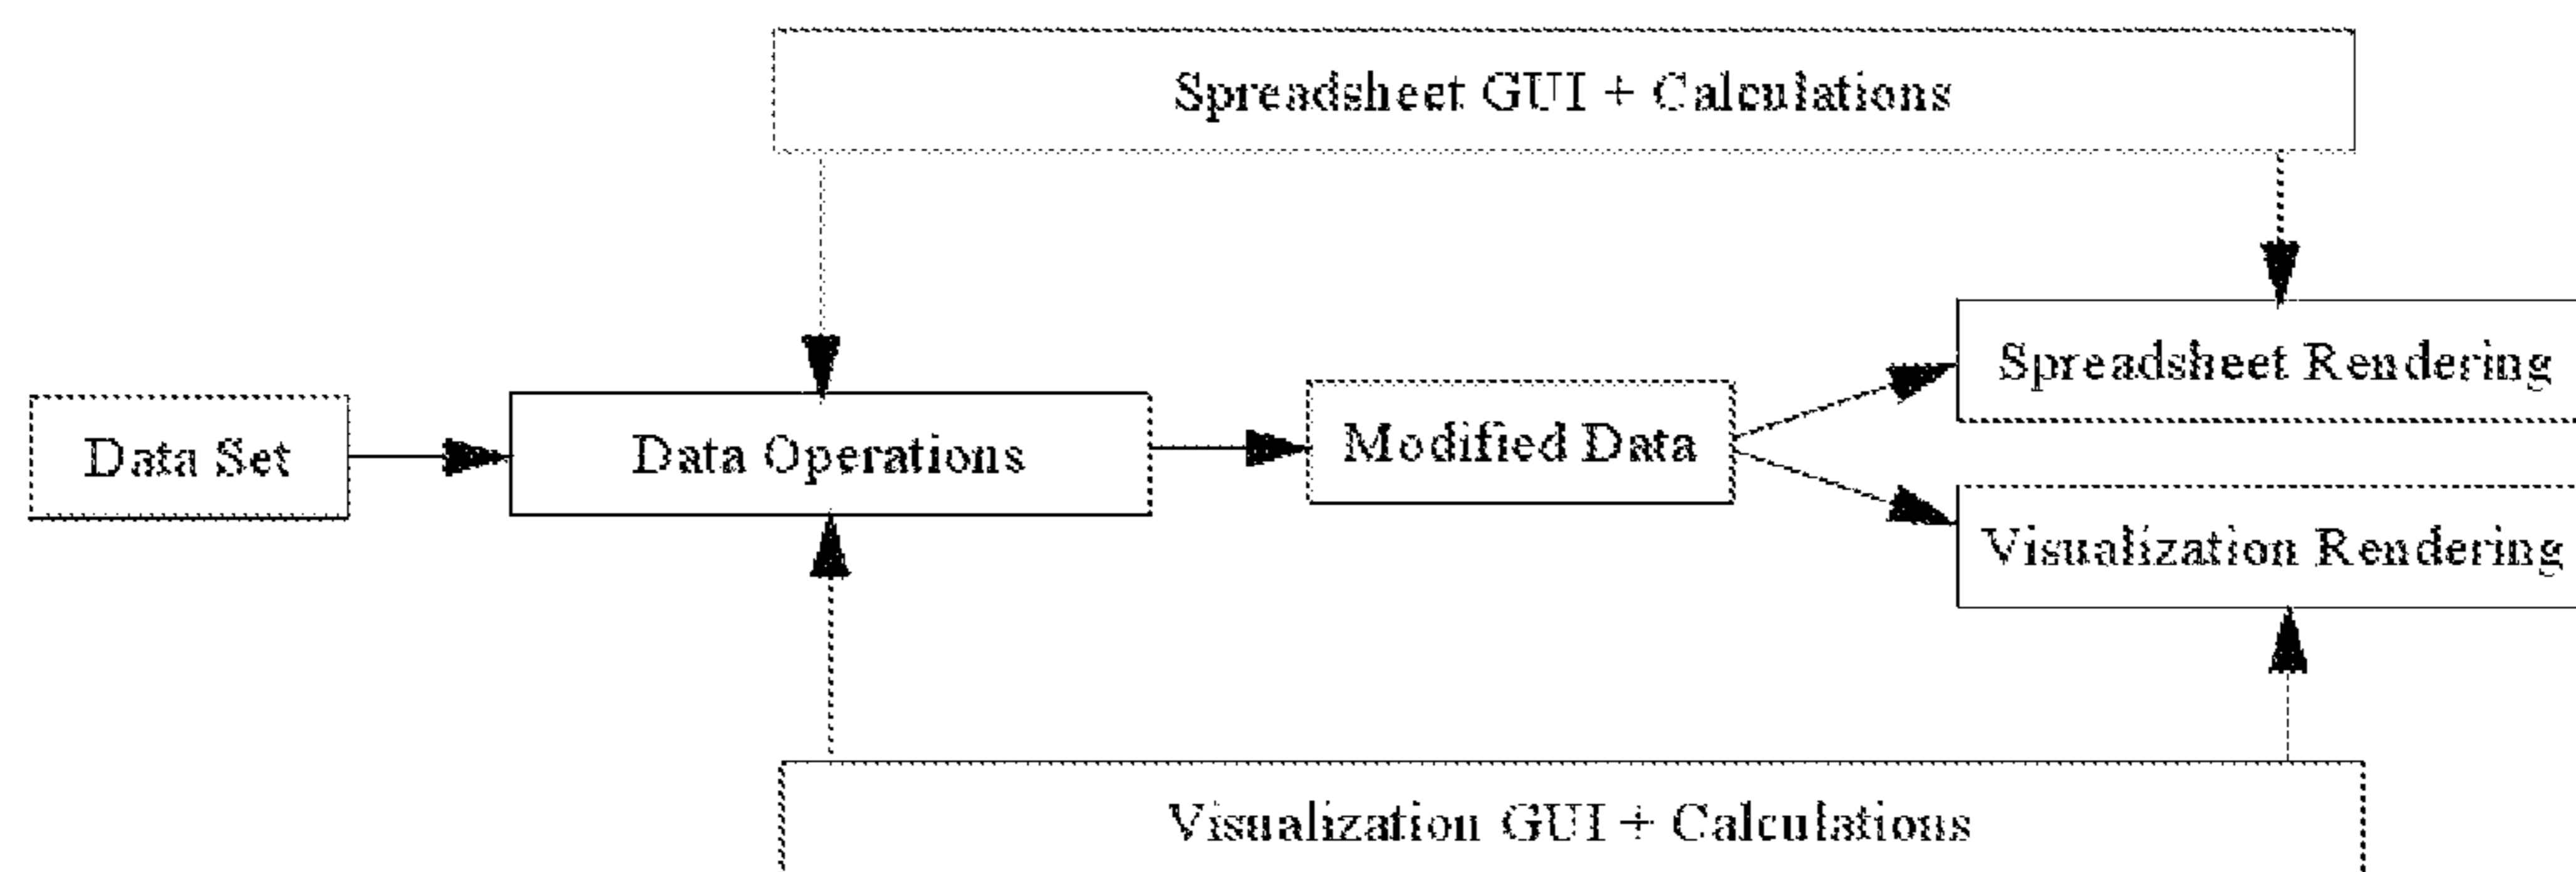 Spreadsheet GUI + Calculations
Spreadsheet Rendering
Data Set
Data Operations
Modified Data
Visualization Rendering
Visualization GUI + Calculations